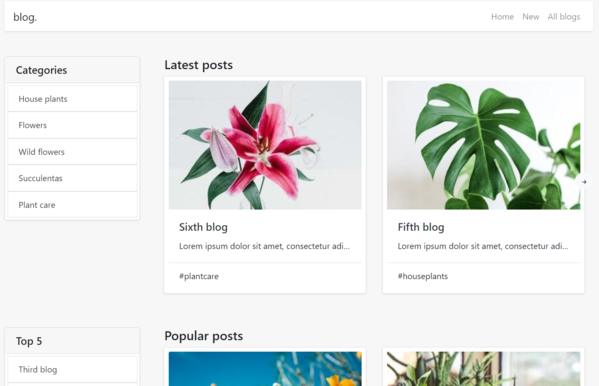 blog.
Home New All blogs
Categories
House plants
Flowers
Wild flowers
Succulentas
Plant care
Latest posts
Sixth blog
Lorem ipsum dolor sit amet, consectetur adi...
#plantcare
Fifth blog
Lorem ipsum dolor sit amet, consectetur adi...
#houseplants
Top 5
Third blog
Popular posts